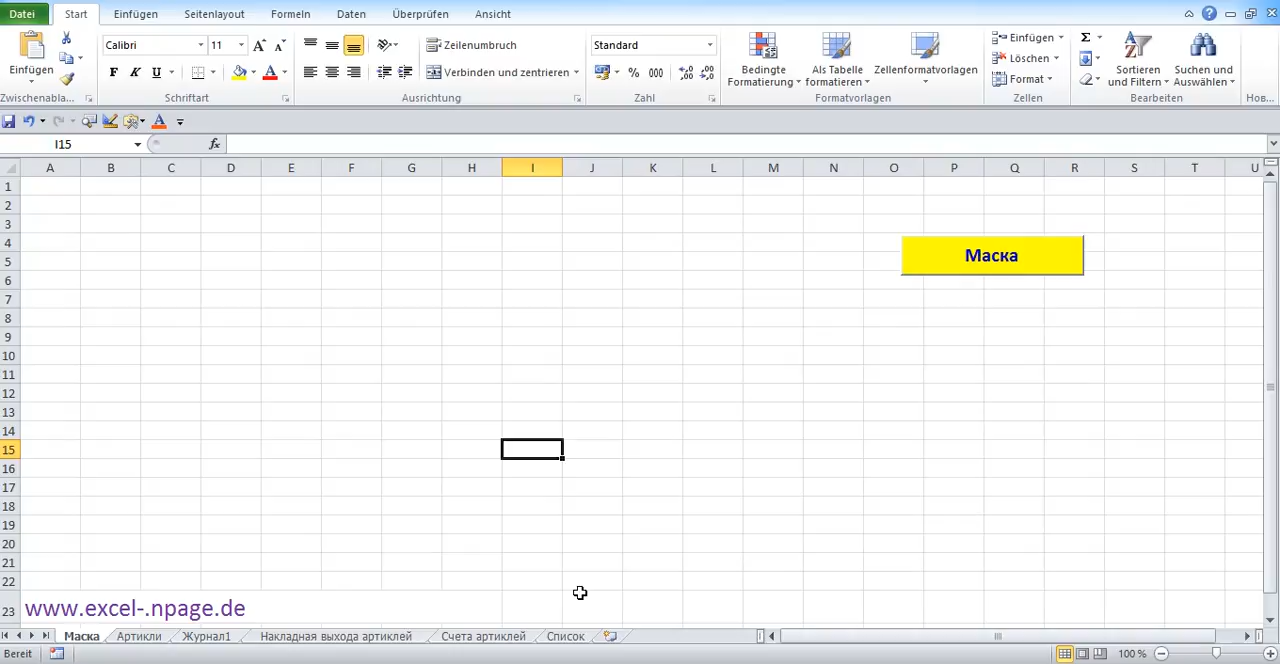 Datei Start Einfügen Seitenlayout Formeln Daten Überprüfen Ansicht
Calibri 11 Zeilenumbruch Standard Einfügen Σ
Einfügen Bedingte Formatierung Als Tabelle formatieren Zellenformatvorlagen Löschen Sortieren und Filtern Suchen und Auswählen
K U Verbinden und zentrieren % 000 Format
Zwischenabla... Schriftart Ausrichtung Zahl Formatvorlagen Zellen Bearbeiten Нов...
I15 fx
A B C D E F G H I J K L M N O P Q R S T U
1
2
3
4
Маска
5
6
7
8
9
10
11
12
13
14
15
16
17
18
19
20
21
22
23 www.excel-.npage.de
Маска Артикли Журнал1 Накладная выхода артиклей Счета артиклей Список
Bereit 100 %